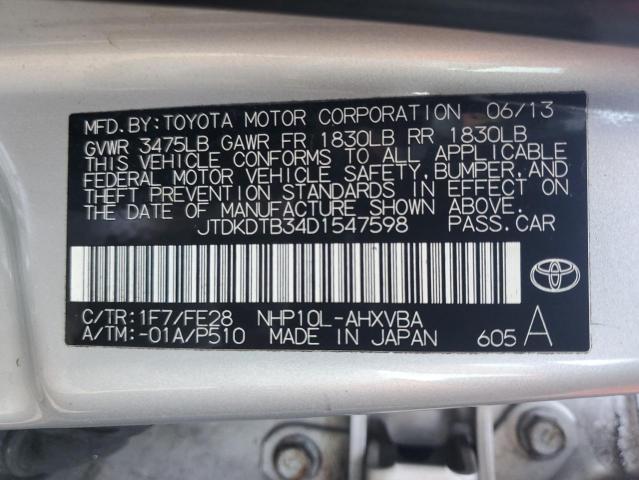 MFD.BY:TOYOTA MOTOR CORPORATION 06/13
GVWR 3475LB GAWR FR 1830LB RR 1830LB
THIS VEHICLE CONFORMS TO ALL APPLICABLE
FEDERAL MOTOR VEHICLE SAFETY,BUMPER,AND
THEFT PREVENTION STANDARDS IN EFFECT ON
THE DATE OF MANUFACTURE SHOWN ABOVE.
JTDKDTB34D1547598 PASS.CAR
C/TR:1F7/FE28 NHP10L-AHXVBA
A/TM:-01A/P510 MADE IN JAPAN 605 A